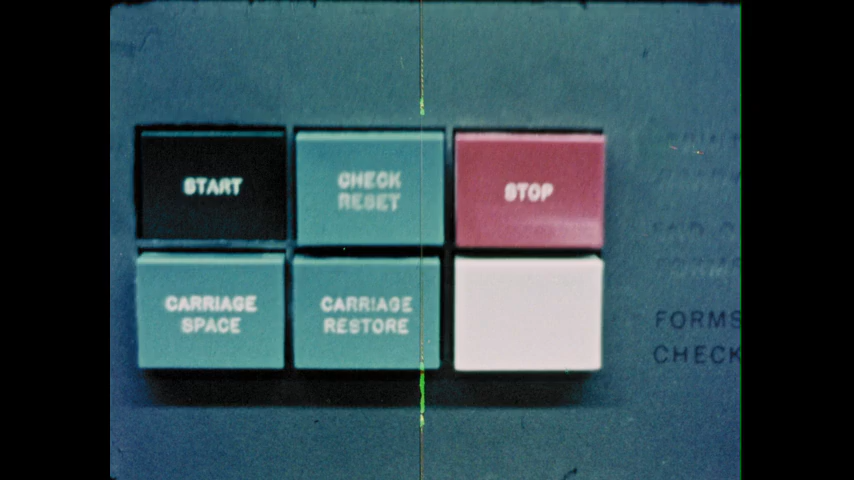 START
CHECK
RESET
STOP
CARRIAGE
SPACE
CARRIAGE
RESTORE
FORMS
CHECK